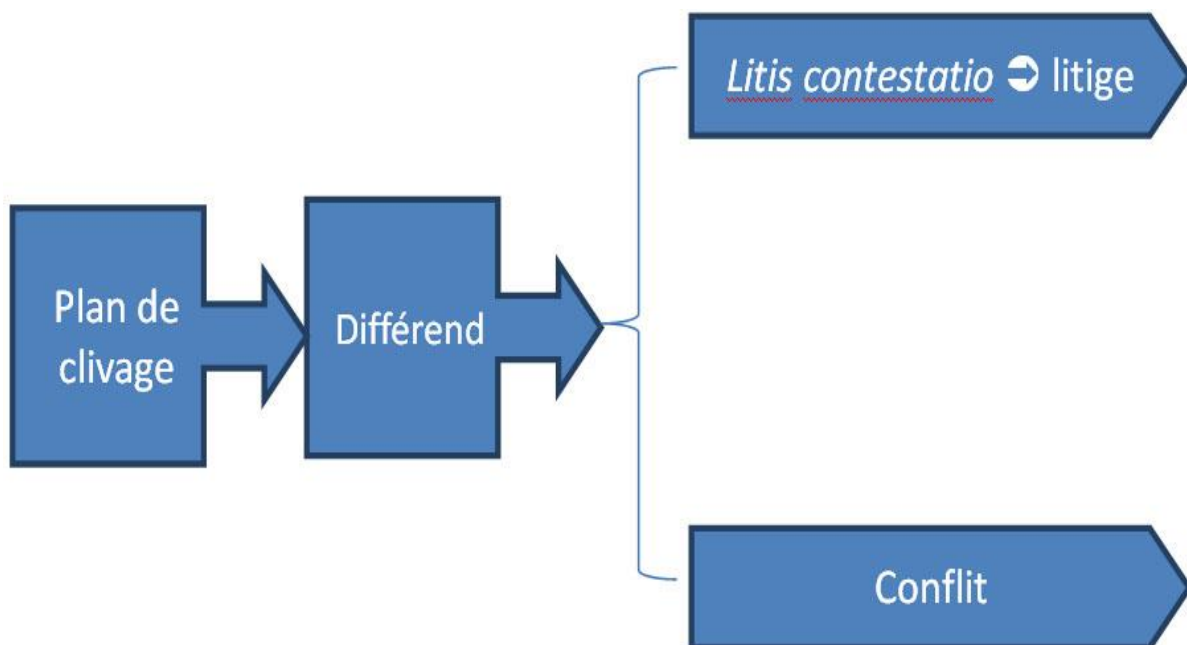 Litis contestatio ➲ litige
Plan de
clivage
Différend
Conflit